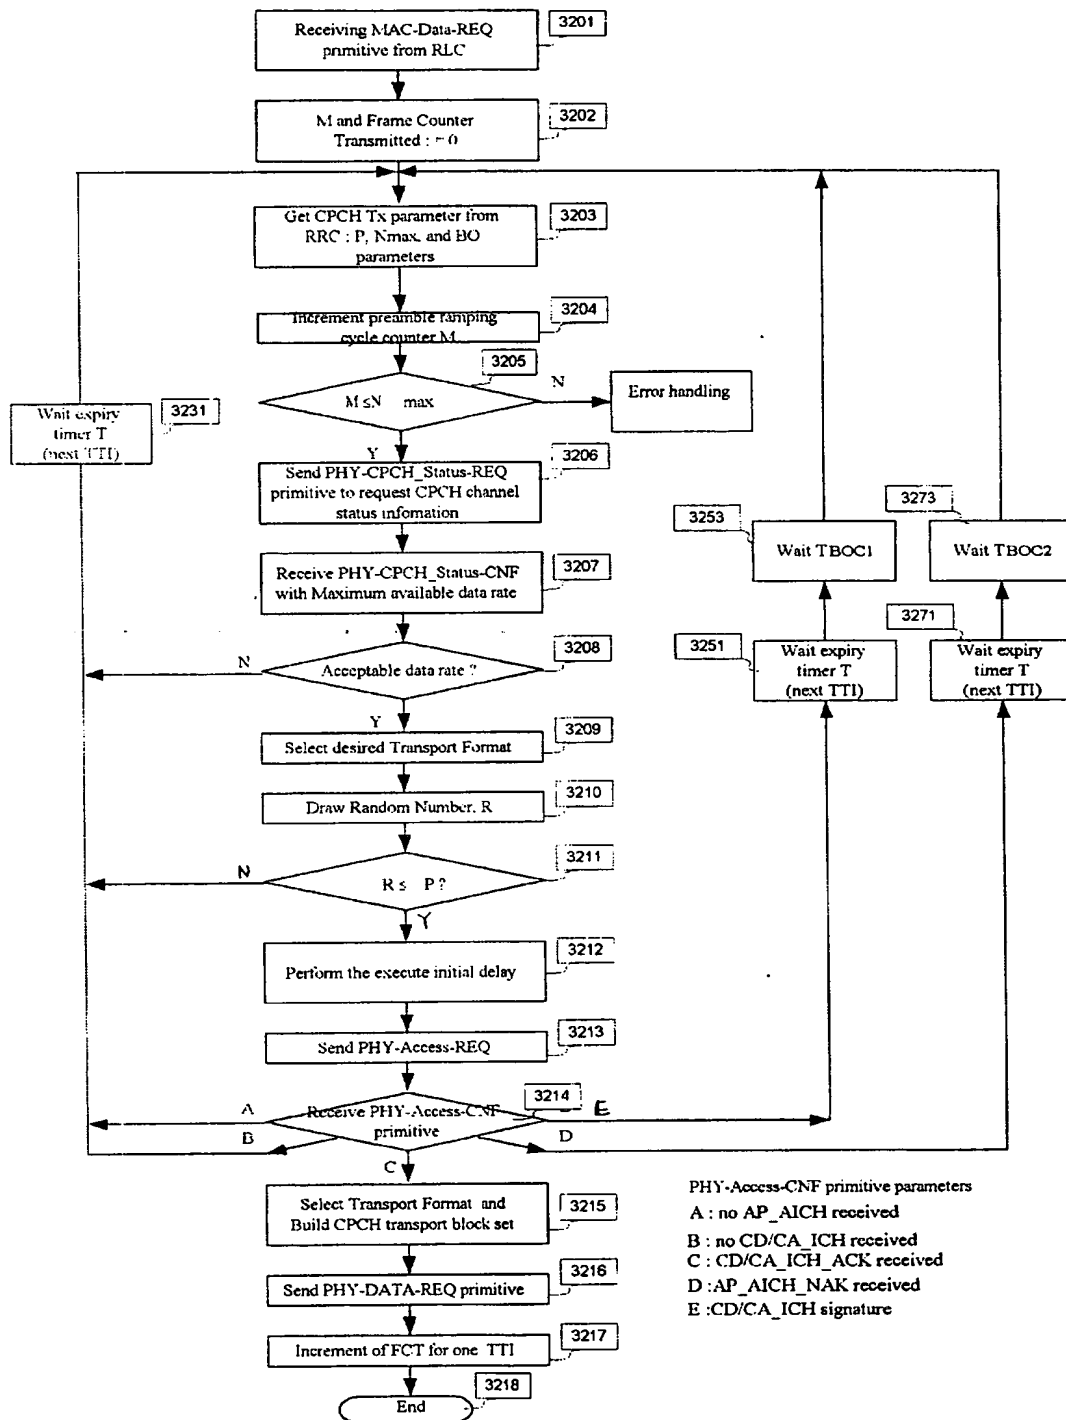 Receiving MAC-Data-REQ
primitive from RLC
3201
M and Frame Counter
Transmitted : = 0
3202
Get CPCH Tx parameter from
RRC : P, Nmax, and BO
parameters
3203
Increment preamble ramping
cycle counter M
3204
3205
M ≤N max
N
Error handling
Y
Wait expiry
timer T
(next TTI)
3231
Send PHY-CPCH_Status-REQ
primitive to request CPCH channel
status infomation
3206
Receive PHY-CPCH_Status-CNF
with Maximum available data rate
3207
3253
Wait TBOC1
3273
Wait TBOC2
3251
Wait expiry
timer T
(next TTI)
3271
Wait expiry
timer T
(next TTI)
N
Acceptable data rate ?
3208
Y
Select desired Transport Format
3209
Draw Random Number, R
3210
N
R ≤ P ?
3211
Y
Perform the execute initial delay
3212
Send PHY-Access-REQ
3213
A
Receive PHY-Access-CNF
primitive
3214
E
B
D
C
Select Transport Format and
Build CPCH transport block set
3215
Send PHY-DATA-REQ primitive
3216
Increment of FCT for one TTI
3217
End
3218
PHY-Access-CNF primitive parameters
A : no AP_AICH received
B : no CD/CA_ICH received
C : CD/CA_ICH_ACK received
D :AP_AICH_NAK received
E :CD/CA_ICH signature